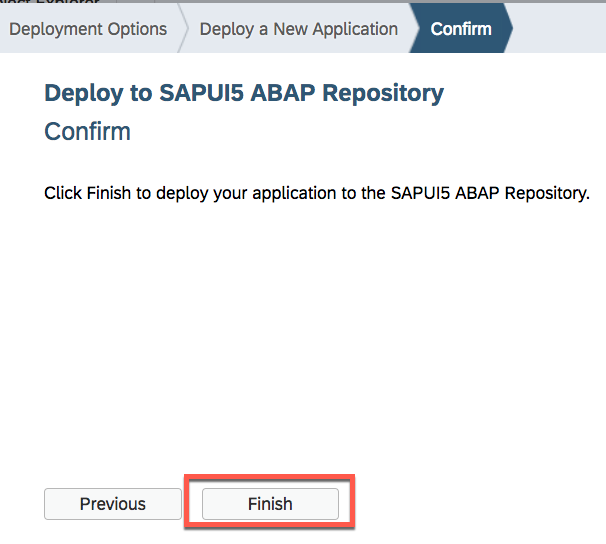 Deployment Options Deploy a New Application Confirm
Deploy to SAPUI5 ABAP Repository
Confirm
Click Finish to deploy your application to the SAPUI5 ABAP Repository.
Previous Finish